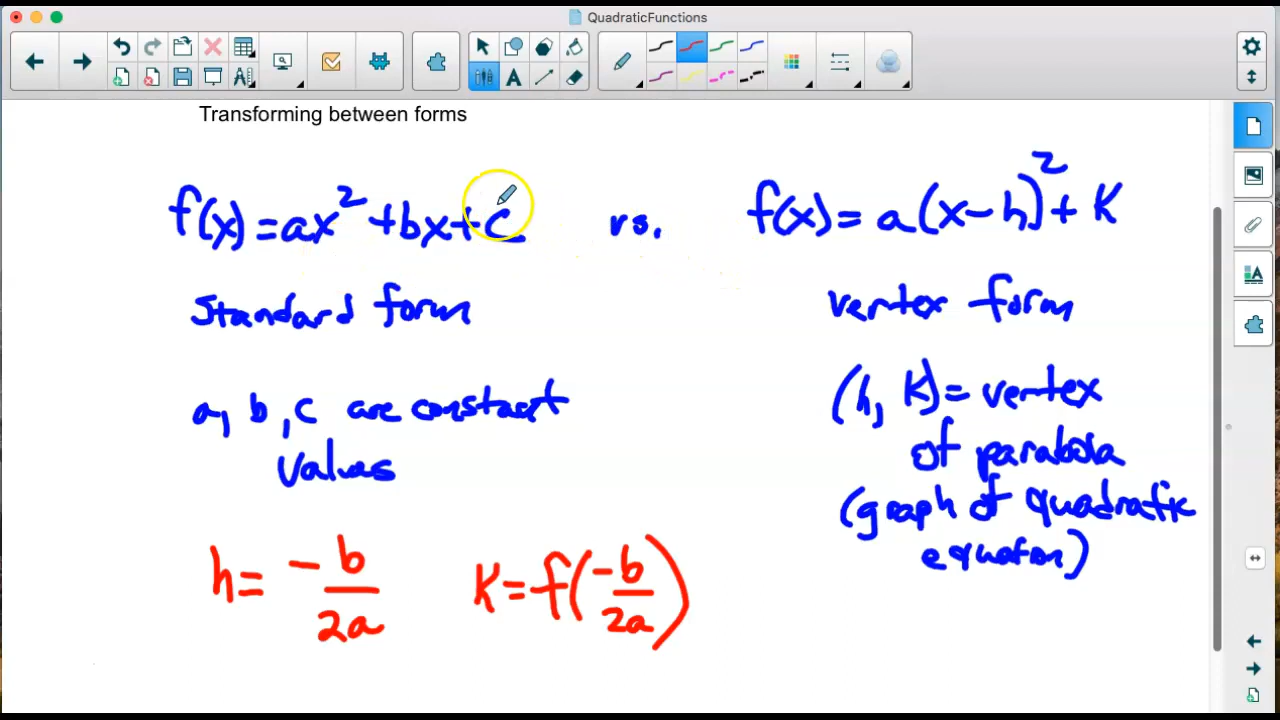 QuadraticFunctions
A
A
Transforming between forms
f(x) = ax² + bx + c vs. f(x) = a(x - h)² + k
standard form
vertex form
a, b, c are constant
values
(h, k) = vertex
of parabola
(graph of quadratic
equation)
h = -b/2a k = f(-b/2a)